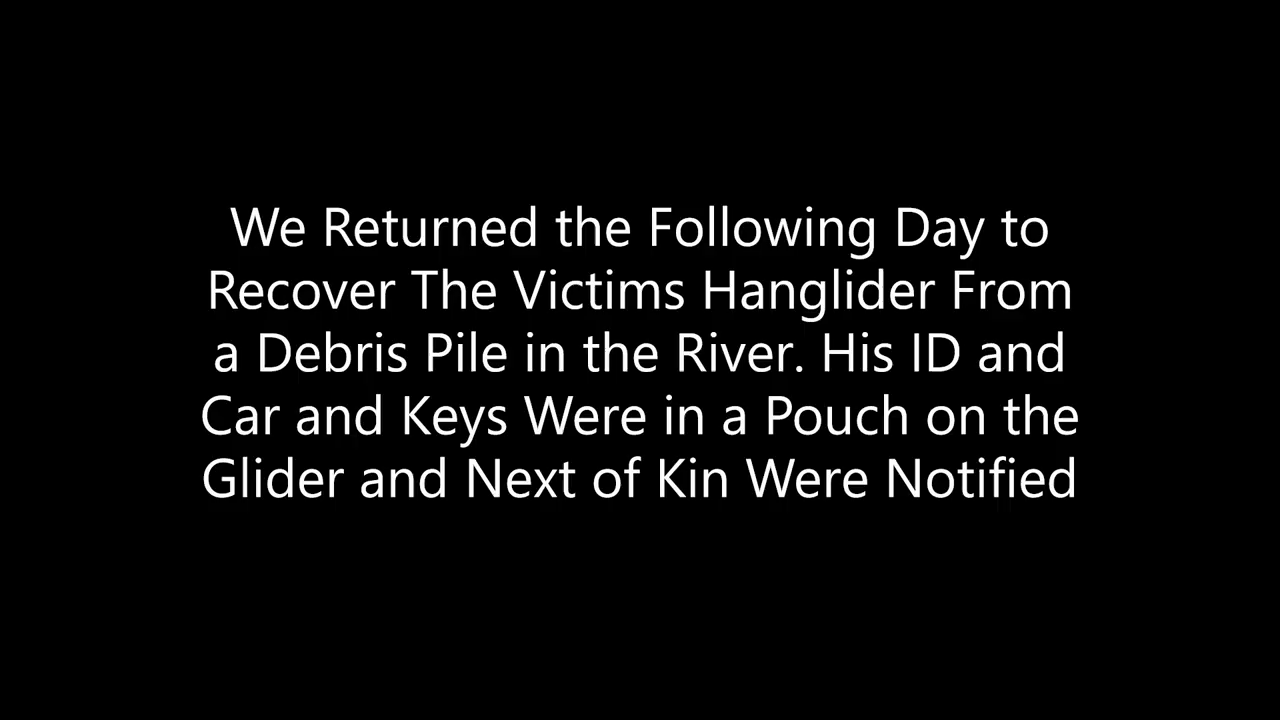 We Returned the Following Day to
Recover The Victims Hanglider From
a Debris Pile in the River. His ID and
Car and Keys Were in a Pouch on the
Glider and Next of Kin Were Notified